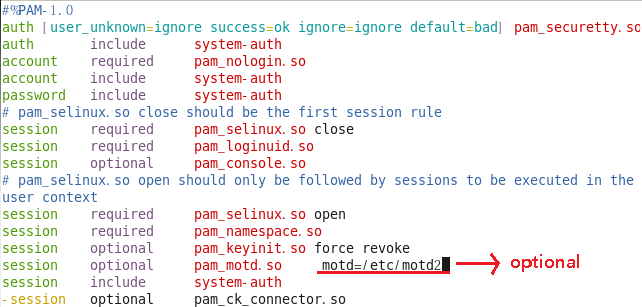 #%PAM-1.0
auth [user_unknown=ignore success=ok ignore=ignore default=bad] pam_securetty.so
auth include system-auth
account required pam_nologin.so
account include system-auth
password include system-auth
# pam_selinux.so close should be the first session rule
session required pam_selinux.so close
session required pam_loginuid.so
session optional pam_console.so
# pam_selinux.so open should only be followed by sessions to be executed in the
user context
session required pam_selinux.so open
session required pam_namespace.so
session optional pam_keyinit.so force revoke
session optional pam_motd.so motd=/etc/motd2 optional
session include system-auth
-session optional pam_ck_connector.so